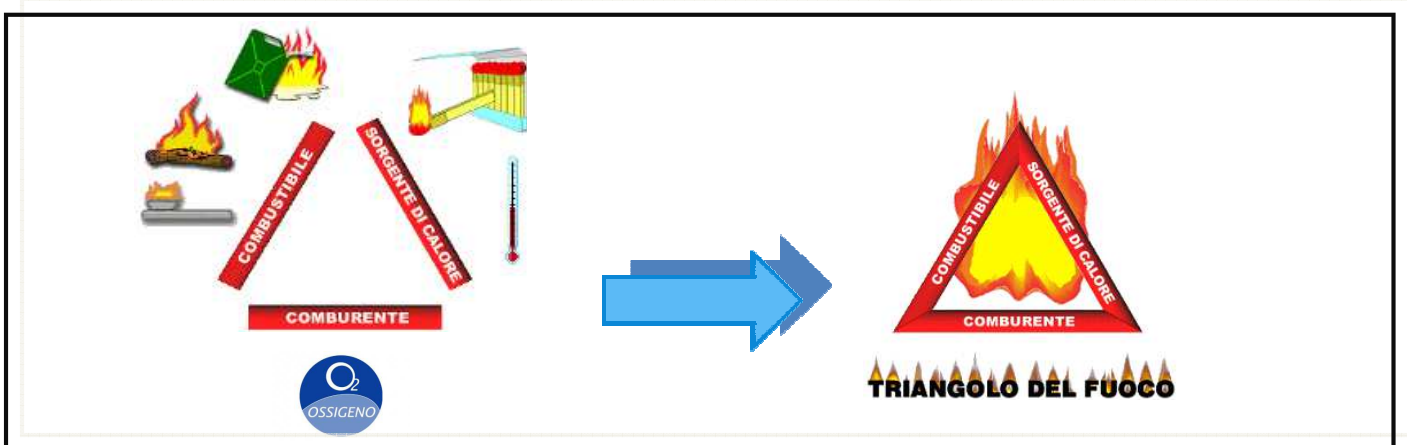 COMBUSTIBILE
SORGENTE DI CALORE
COMBURENTE
O2
OSSIGENO
COMBUSTIBILE
SORGENTE DI CALORE
COMBURENTE
TRIANGOLO DEL FUOCO